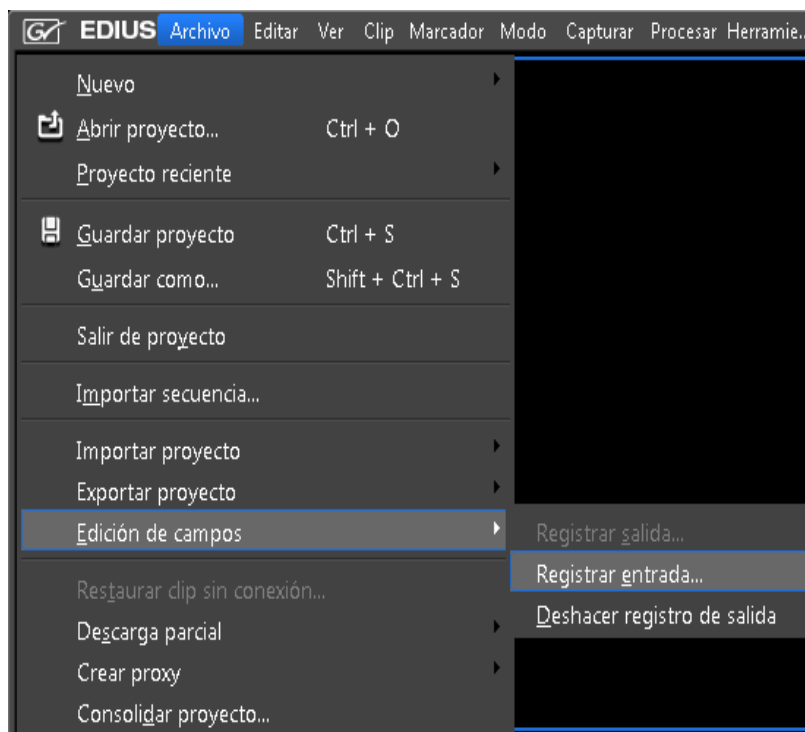 GV EDIUS Archivo Editar Ver Clip Marcador Modo Capturar Procesar Herramie...
Nuevo
Abrir proyecto... Ctrl + O
Proyecto reciente
Guardar proyecto Ctrl + S
Guardar como... Shift + Ctrl + S
Salir de proyecto
Importar secuencia...
Importar proyecto
Exportar proyecto
Edición de campos
Registrar salida...
Registrar entrada...
Deshacer registro de salida
Restaurar clip sin conexión...
Descarga parcial
Crear proxy
Consolidar proyecto...